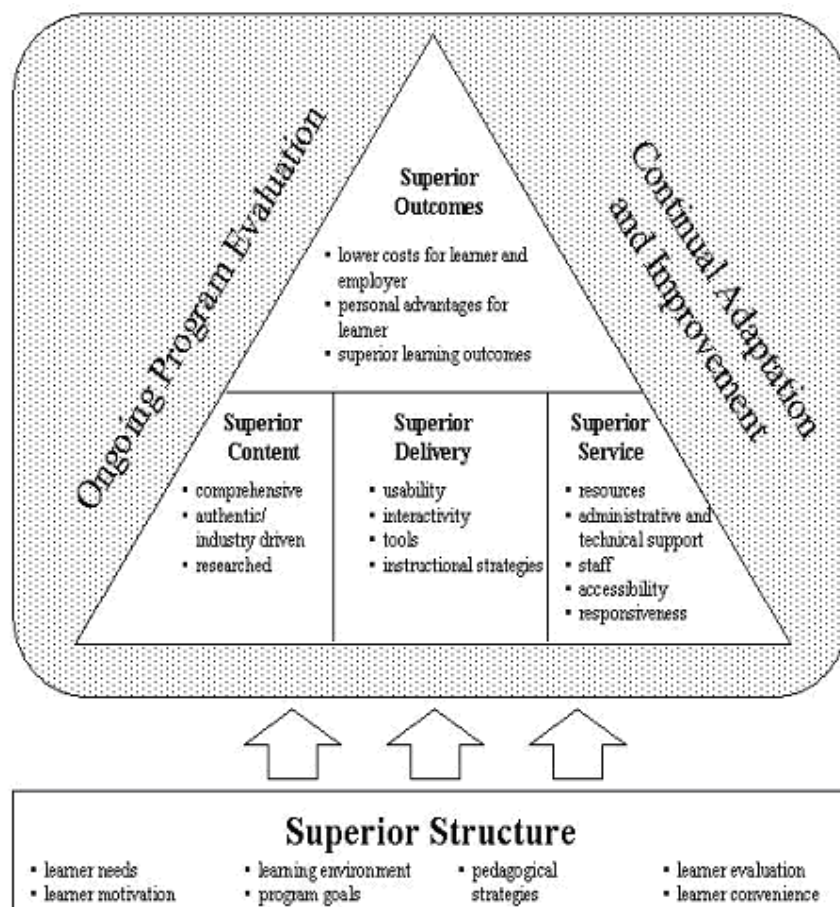 Ongoing Program Evaluation
Continual Adaptation
and Improvement
Superior
Outcomes
▪ lower costs for learner and
employer
▪ personal advantages for
learner
▪ superior learning outcomes
Superior
Content
▪ comprehensive
▪ authentic/
industry driven
▪ researched
Superior
Delivery
▪ usability
▪ interactivity
▪ tools
▪ instructional strategies
Superior
Service
▪ resources
▪ administrative and
technical support
▪ staff
▪ accessibility
▪ responsiveness
Superior Structure
▪ learner needs
▪ learner motivation
▪ learning environment
▪ program goals
▪ pedagogical
strategies
▪ learner evaluation
▪ learner convenience